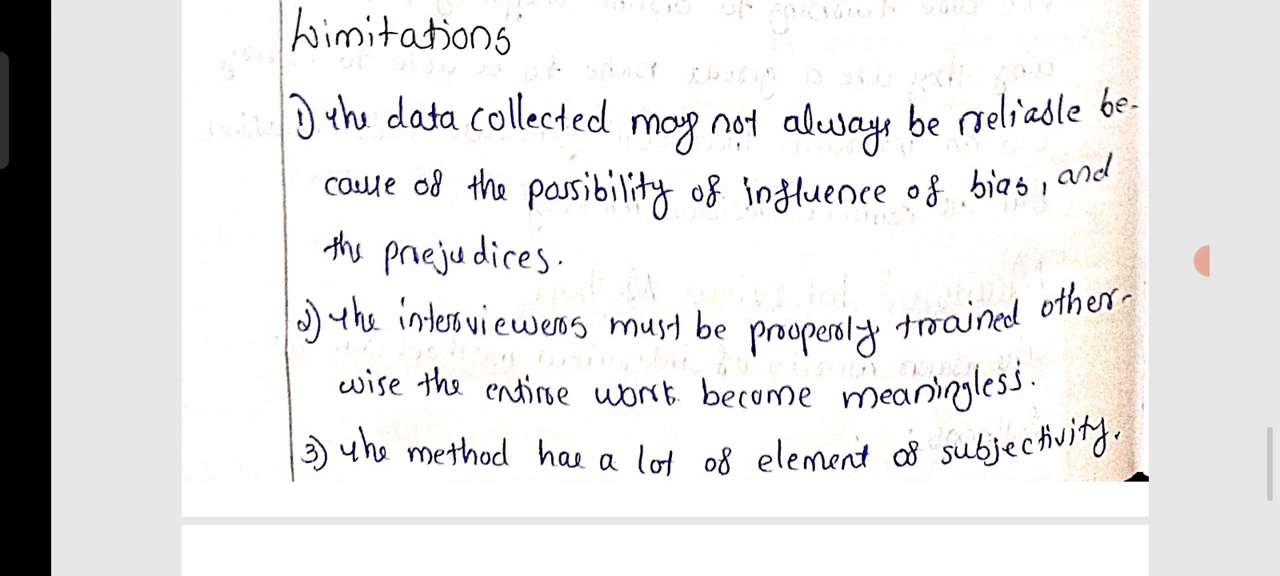 Limitations
1) The data collected may not always be reliable be-
cause of the possibility of influence of bias, and
the prejudices.
2) The interviewers must be properly trained other-
wise the entire work become meaningless.
3) The method has a lot of element of subjectivity.